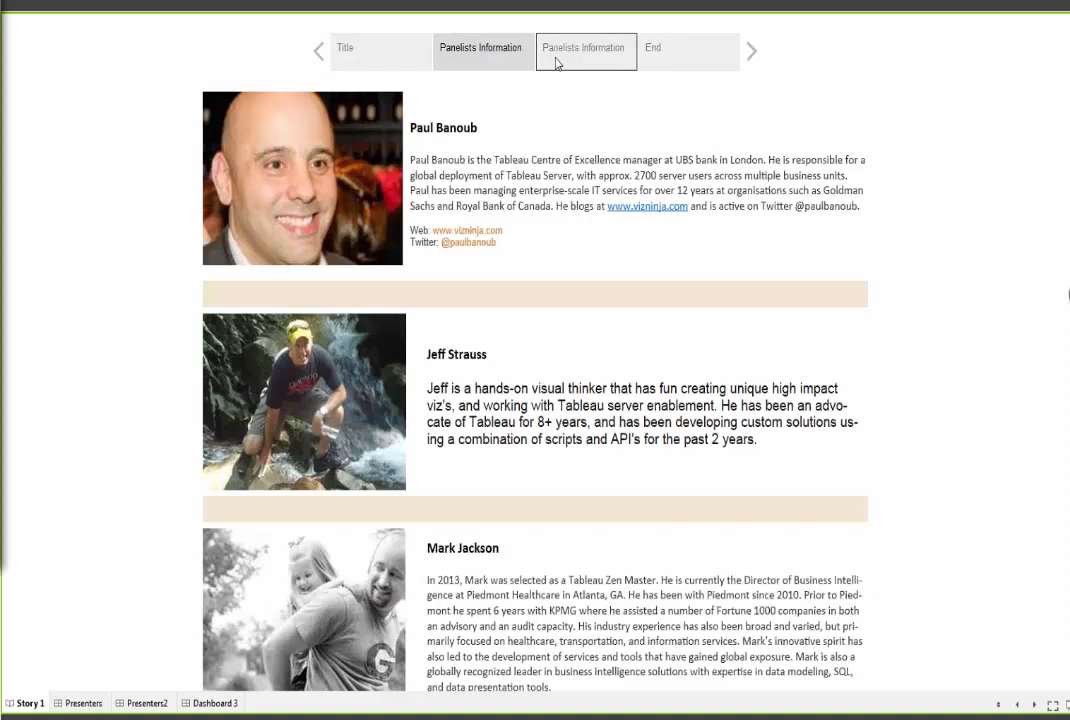 Title
Panelists Information
Panelists Information
End
Paul Banoub
Paul Banoub is the Tableau Centre of Excellence manager at UBS bank in London. He is responsible for a
global deployment of Tableau Server, with approx. 2700 server users across multiple business units.
Paul has been managing enterprise-scale IT services for over 12 years at organisations such as Goldman
Sachs and Royal Bank of Canada. He blogs at www.vizninja.com and is active on Twitter @paulbanoub.
Web: www.vizninja.com
Twitter: @paulbanoub
Jeff Strauss
Jeff is a hands-on visual thinker that has fun creating unique high impact
viz's, and working with Tableau server enablement. He has been an advo-
cate of Tableau for 8+ years, and has been developing custom solutions us-
ing a combination of scripts and API's for the past 2 years.
Mark Jackson
In 2013, Mark was selected as a Tableau Zen Master. He is currently the Director of Business Intelli-
gence at Piedmont Healthcare in Atlanta, GA. He has been with Piedmont since 2010. Prior to Pied-
mont he spent 6 years with KPMG where he assisted a number of Fortune 1000 companies in both
an advisory and an audit capacity. His industry experience has also been broad and varied, but pri-
marily focused on healthcare, transportation, and information services. Mark's innovative spirit has
also led to the development of services and tools that have gained global exposure. Mark is also a
globally recognized leader in business intelligence solutions with expertise in data modeling, SQL,
and data presentation tools.
Story 1
Presenters
Presenters2
Dashboard 3